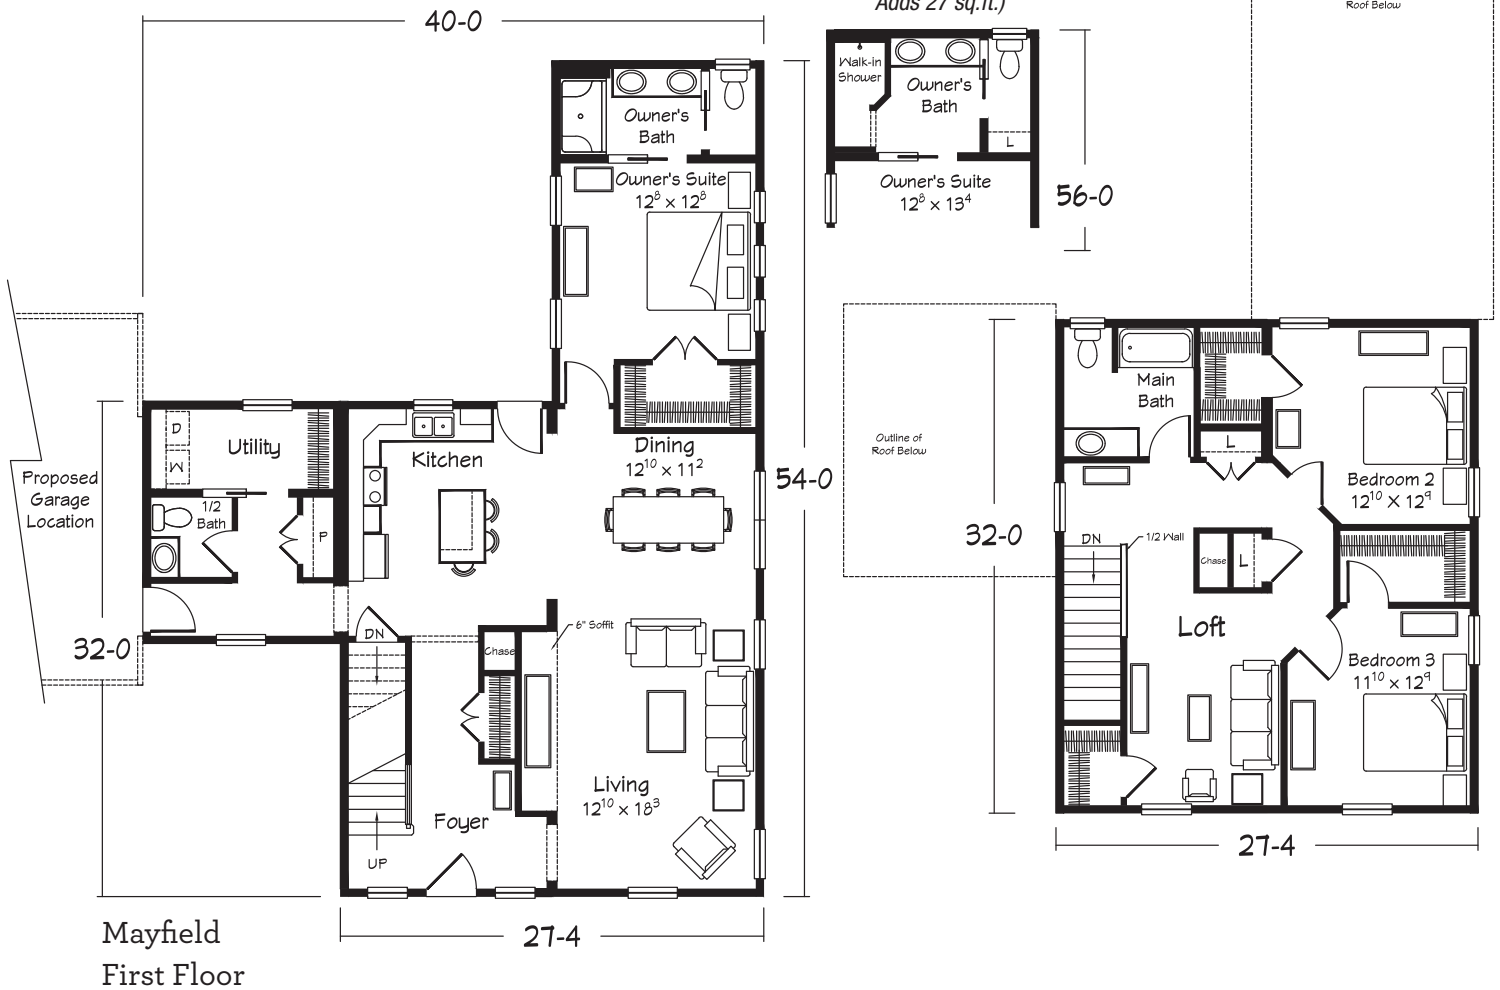 40-0
Adds 27 sq.ft.)
Roof Below
Owner's
Bath
Owner's Suite
12⁸ × 12⁸
Walk-in
Shower
Owner's
Bath
L
Owner's Suite
12⁸ × 13⁴
56-0
54-0
D
W
Utility
1/2
Bath
P
Kitchen
Dining
12¹⁰ × 11²
Proposed
Garage
Location
32-0
DN
Chase
6" Soffit
Living
12¹⁰ × 18³
Foyer
UP
27-4
Mayfield
First Floor
Outline of
Roof Below
32-0
Main
Bath
L
Bedroom 2
12¹⁰ × 12⁹
DN
1/2 Wall
Chase
L
Loft
Bedroom 3
11¹⁰ × 12⁹
27-4